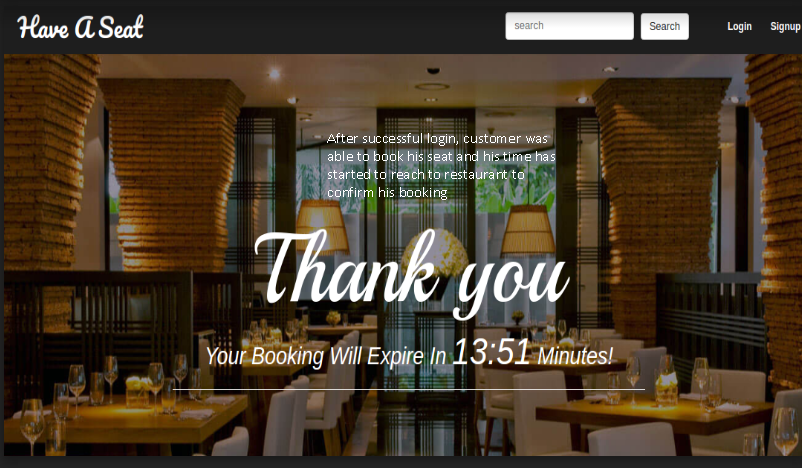 Have A Seat
search
Search
Login
Signup
After successful login, customer was
able to book his seat and his time has
started to reach to restaurant to
confirm his booking
Thank you
Your Booking Will Expire In 13:51 Minutes!